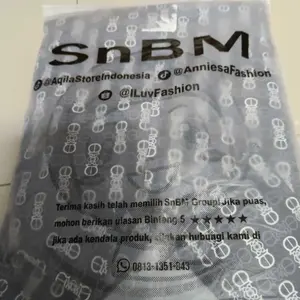 SnBM
@AqilaStoreIndonesia @AnniesaFashion
@ILuvFashion
Terima kasih telah memilih SnBM Group! Jika puas,
mohon berikan ulasan Bintang 5 ★★★★★
jika ada kendala produk, silakan hubungi kami di
0813-1351-043